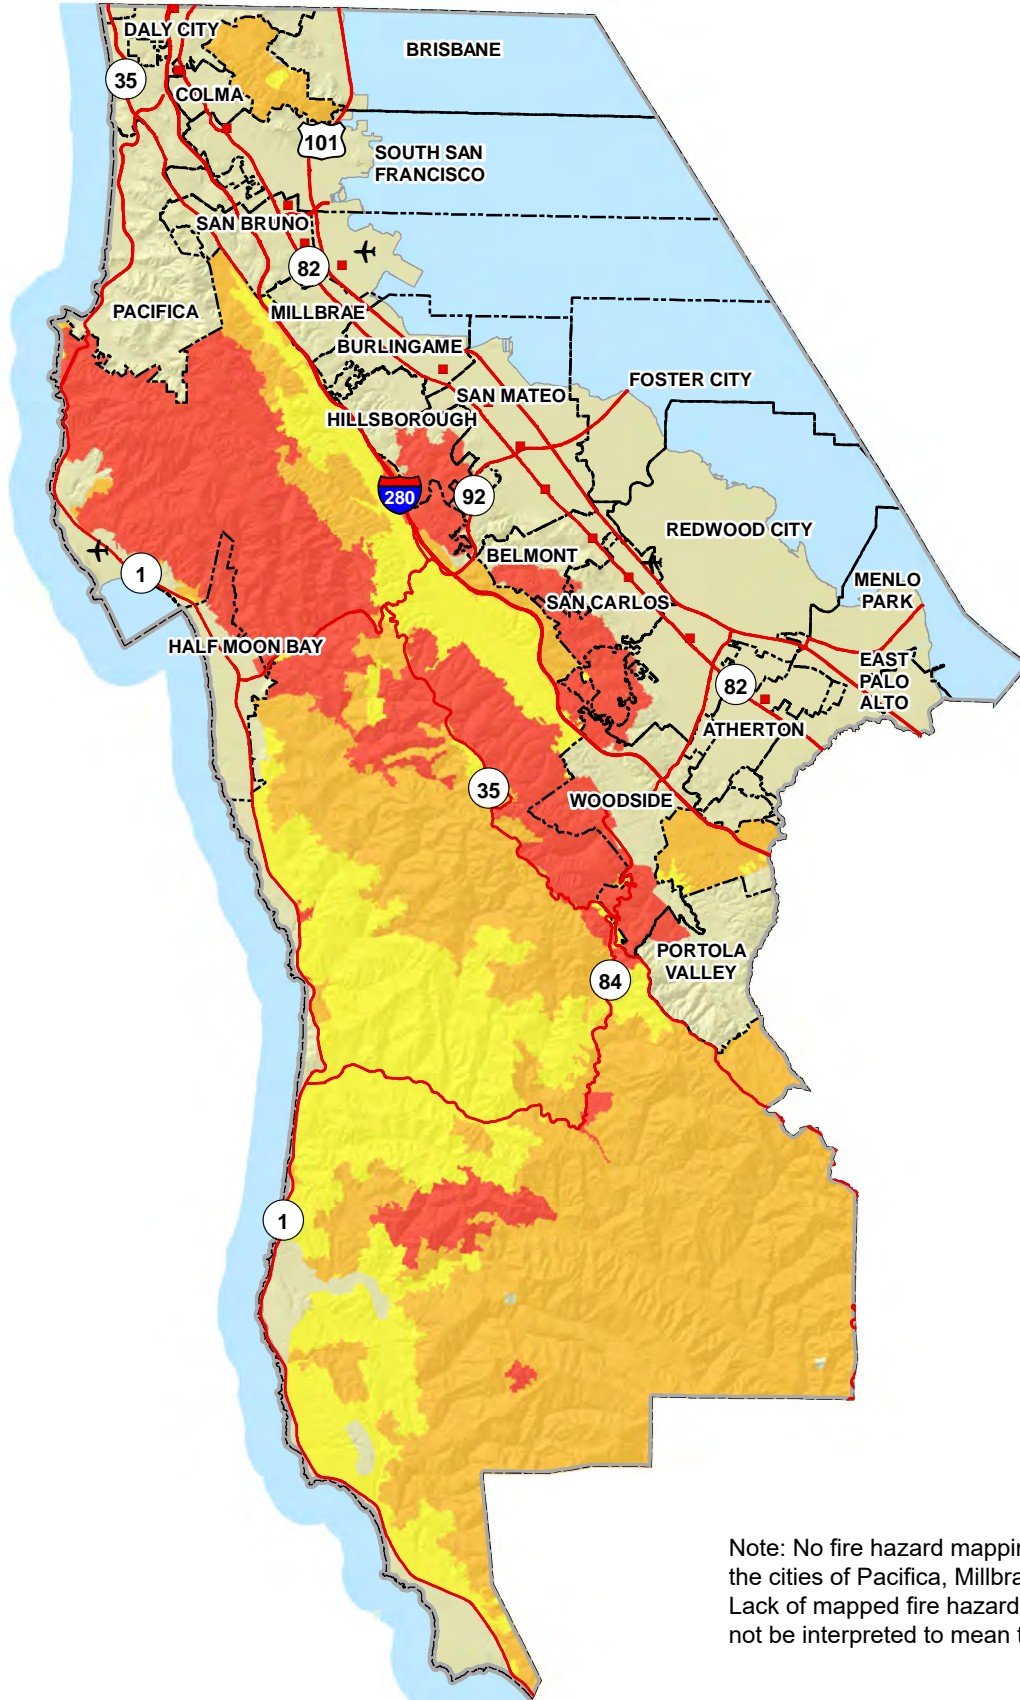 DALY CITY
BRISBANE
35
COLMA
101
SOUTH SAN
FRANCISCO
SAN BRUNO
82
PACIFICA
MILLBRAE
BURLINGAME
FOSTER CITY
SAN MATEO
HILLSBOROUGH
280
92
REDWOOD CITY
BELMONT
1
MENLO
PARK
SAN CARLOS
HALF MOON BAY
EAST
PALO
ALTO
82
ATHERTON
35
WOODSIDE
PORTOLA
VALLEY
84
1
Note: No fire hazard mappin
the cities of Pacifica, Millbra
Lack of mapped fire hazard
not be interpreted to mean t